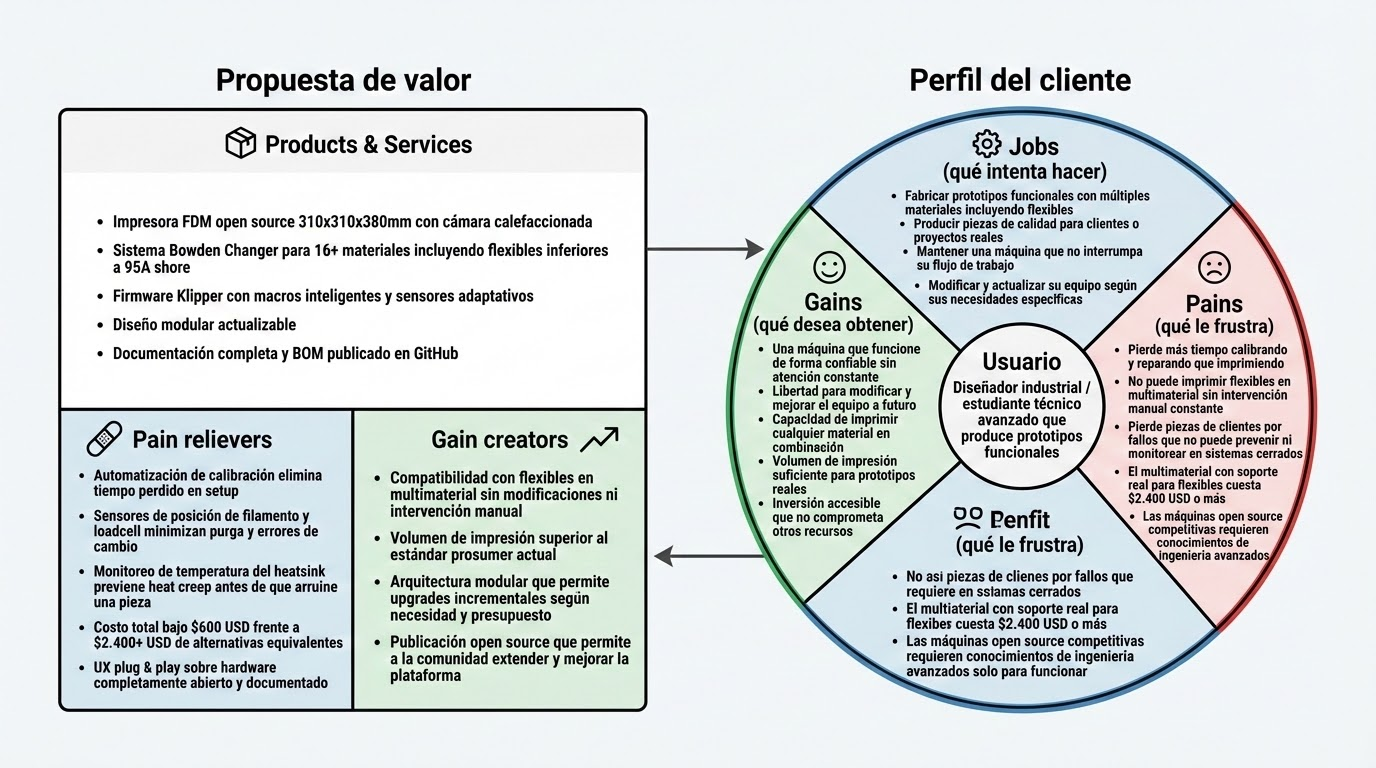 Propuesta de valor
Products & Services
• Impresora FDM open source 310x310x380mm con cámara calefaccionada
• Sistema Bowden Changer para 16+ materiales incluyendo flexibles inferiores
a 95A shore
• Firmware Klipper con macros inteligentes y sensores adaptativos
• Diseño modular actualizable
• Documentación completa y BOM publicado en GitHub
Pain relievers
• Automatización de calibración elimina
tiempo perdido en setup
• Sensores de posición de filamento y
loadcell minimizan purga y errores de
cambio
• Monitoreo de temperatura del heatsink
previene heat creep antes de que arruine
una pieza
• Costo total bajo $600 USD frente a
$2.400+ USD de alternativas equivalentes
• UX plug & play sobre hardware
completamente abierto y documentado
Gain creators
• Compatibilidad con flexibles en
multimaterial sin modificaciones ni
intervención manual
• Volumen de impresión superior al
estándar prosumer actual
• Arquitectura modular que permite
upgrades incrementales según
necesidad y presupuesto
• Publicación open source que permite
a la comunidad extender y mejorar la
plataforma
Perfil del cliente
Jobs
(qué intenta hacer)
• Fabricar prototipos funcionales con múltiples
materiales incluyendo flexibles
• Producir piezas de calidad para clientes o
proyectos reales
• Mantener una máquina que no interrumpa
su flujo de trabajo
• Modificar y actualizar su equipo según
sus necesidades específicas
Gains
(qué desea obtener)
• Una máquina que funcione
de forma confiable sin
atención constante
• Libertad para modificar y
mejorar el equipo a futuro
• Capacidad de imprimir
cualquier material en
combinación
• Volumen de impresión
suficiente para prototipos
reales
• Inversión accesible
que no comprometa
otros recursos
Usuario
Diseñador industrial /
estudiante técnico
avanzado que
produce prototipos
funcionales
Pains
(qué le frustra)
• Pierde más tiempo calibrando
y reparando que imprimiendo
• No puede imprimir flexibles en
multimaterial sin intervención
manual constante
• Pierde piezas de clientes por
fallos que no puede prevenir ni
monitorear en sistemas cerrados
• El multimaterial con soporte
real para flexibles cuesta
$2.400 USD o más
• Las máquinas open source
competitivas requieren
conocimientos de
ingenieria avanzados
Penfit
(qué le frustra)
• No asi piezas de clienes por fallos que
requiere en sstamas cerrados
• El multiaterial con soporte real para
flexiber cuesta $2.400 USD o más
• Las máquinas open source competitivas
requieren conocimientos de ingenieria
avanzados solo para funcionar